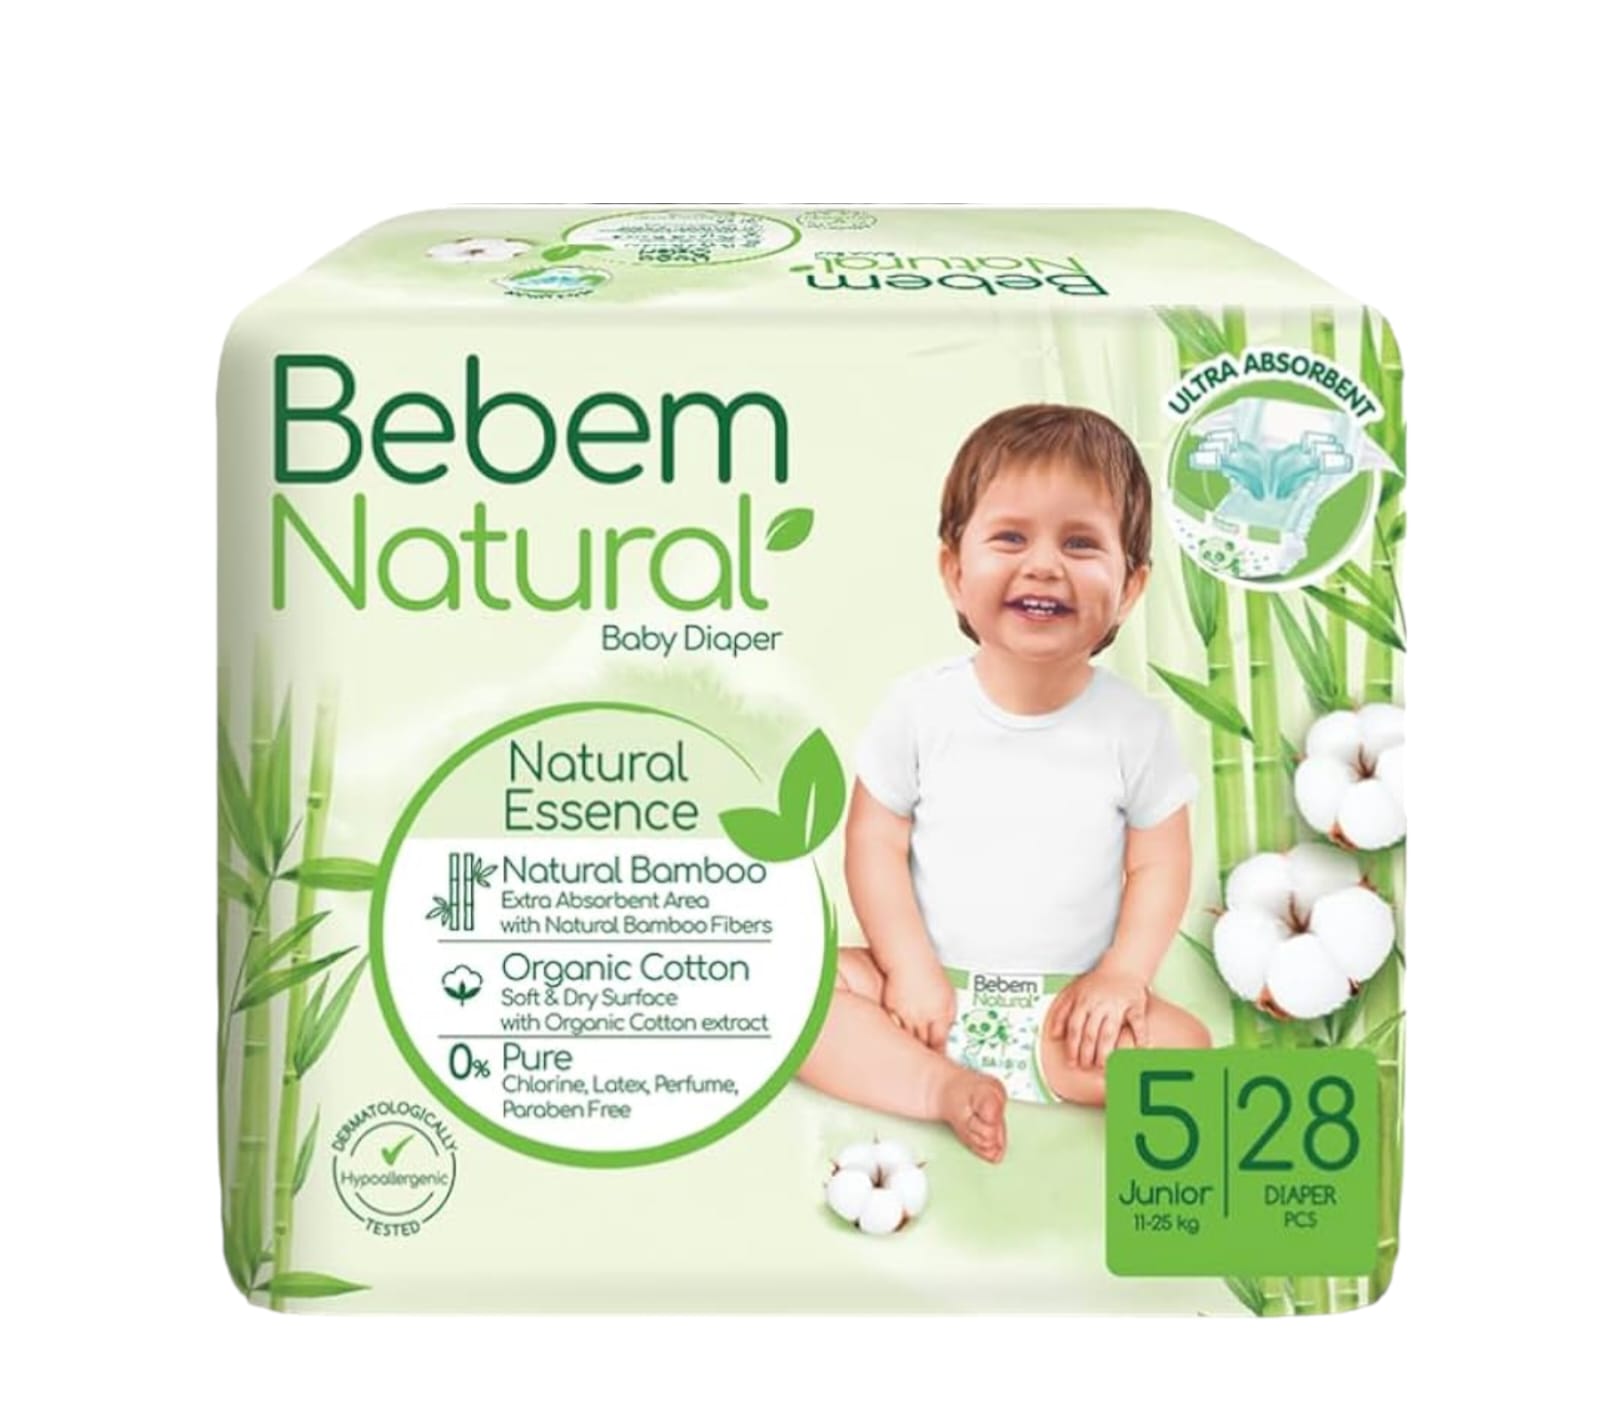 Bebem
Natural
Bebem
Natural
Baby Diaper
ULTRA ABSORBENT
Natural
Essence
Natural Bamboo
Extra Absorbent Area
with Natural Bamboo Fibers
Organic Cotton
Soft & Dry Surface
with Organic Cotton extract
0% Pure
Chlorine, Latex, Perfume,
Paraben Free
DERMATOLOGICALLY
Hypoallergenic
TESTED
Bebem
Natural
5
Junior
11-25 kg
28
DIAPER
PCS